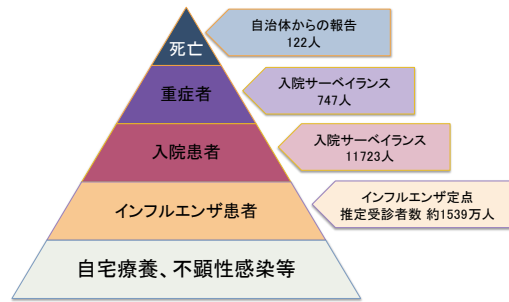 死亡
自治体からの報告
122人
重症者
入院サーベイランス
747人
入院患者
入院サーベイランス
11723人
インフルエンザ患者
インフルエンザ定点
推定受診者数 約1539万人
自宅療養、不顕性感染等